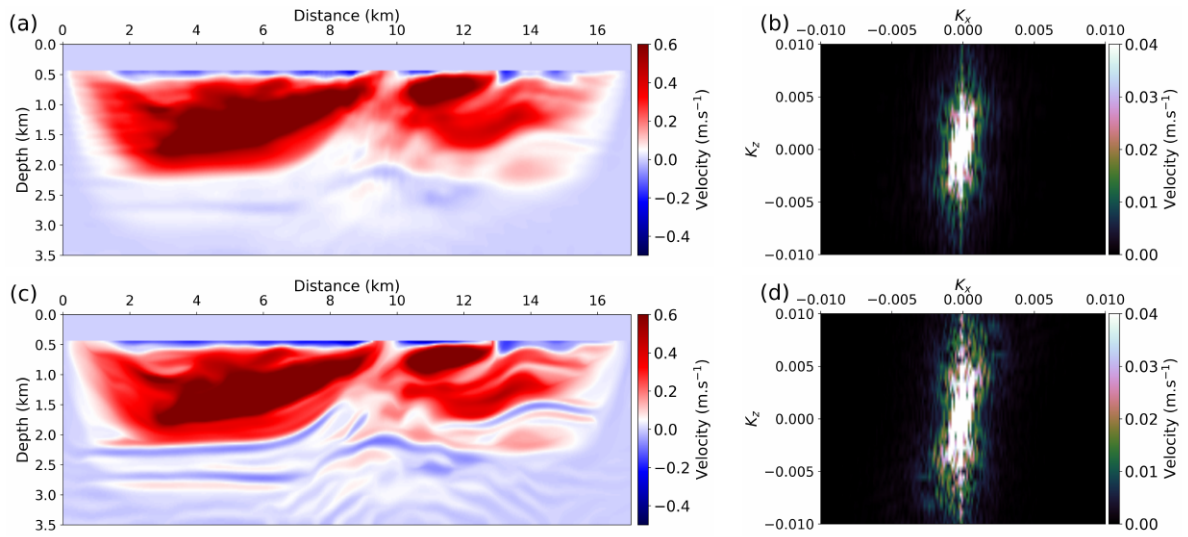 (a)
Distance (km)
0 2 4 6 8 10 12 14 16
Depth (km)
0.0
0.5
1.0
1.5
2.0
2.5
3.0
3.5
0.6
0.4
0.2
0.0
−0.2
−0.4
Velocity (m.s⁻¹)
(b)
Kₓ
−0.010 −0.005 0.000 0.005 0.010
K_z
0.010
0.005
0.000
−0.005
−0.010
0.04
0.03
0.02
0.01
0.00
Velocity (m.s⁻¹)
(c)
Distance (km)
0 2 4 6 8 10 12 14 16
Depth (km)
0.0
0.5
1.0
1.5
2.0
2.5
3.0
3.5
0.6
0.4
0.2
0.0
−0.2
−0.4
Velocity (m.s⁻¹)
(d)
Kₓ
−0.010 −0.005 0.000 0.005 0.010
K_z
0.010
0.005
0.000
−0.005
−0.010
0.04
0.03
0.02
0.01
0.00
Velocity (m.s⁻¹)